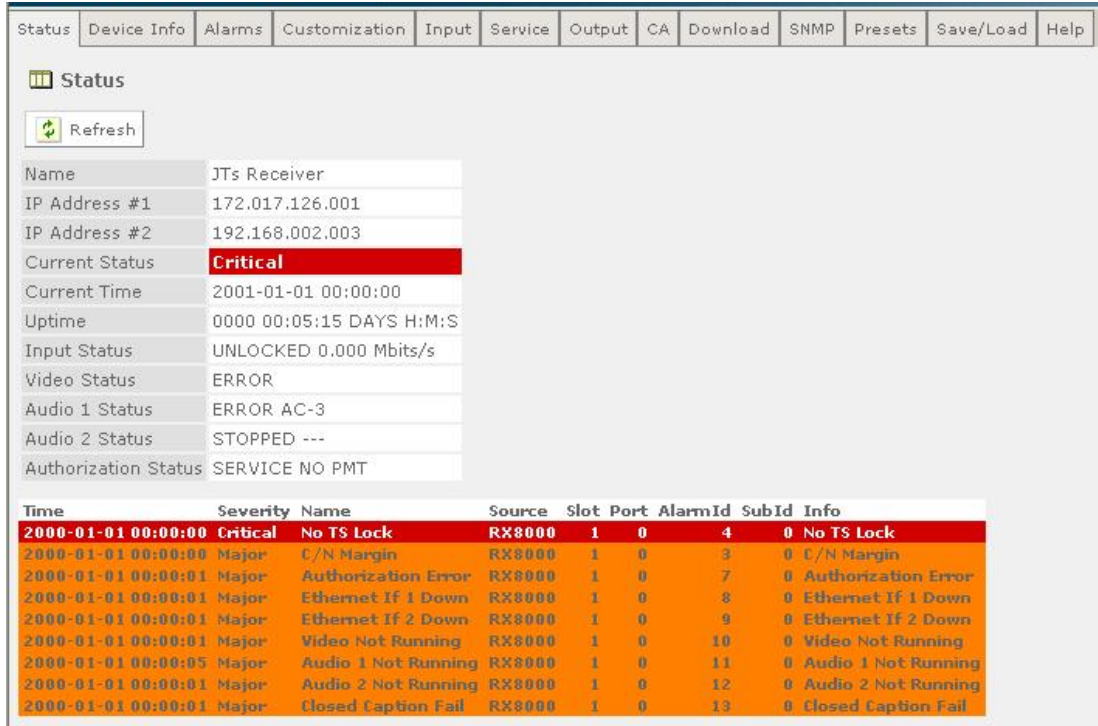 Status Device Info Alarms Customization Input Service Output CA Download SNMP Presets Save/Load Help
Status
Refresh
Name JTs Receiver
IP Address #1 172.017.126.001
IP Address #2 192.168.002.003
Current Status Critical
Current Time 2001-01-01 00:00:00
Uptime 0000 00:05:15 DAYS H:M:S
Input Status UNLOCKED 0.000 Mbits/s
Video Status ERROR
Audio 1 Status ERROR AC-3
Audio 2 Status STOPPED ---
Authorization Status SERVICE NO PMT
Time Severity Name Source Slot Port AlarmId SubId Info
2000-01-01 00:00:00 Critical No TS Lock RX8000 1 0 4 0 No TS Lock
2000-01-01 00:00:00 Major C/N Margin RX8000 1 0 3 0 C/N Margin
2000-01-01 00:00:01 Major Authorization Error RX8000 1 0 7 0 Authorization Error
2000-01-01 00:00:01 Major Ethernet If 1 Down RX8000 1 0 8 0 Ethernet If 1 Down
2000-01-01 00:00:01 Major Ethernet If 2 Down RX8000 1 0 9 0 Ethernet If 2 Down
2000-01-01 00:00:01 Major Video Not Running RX8000 1 0 10 0 Video Not Running
2000-01-01 00:00:05 Major Audio 1 Not Running RX8000 1 0 11 0 Audio 1 Not Running
2000-01-01 00:00:01 Major Audio 2 Not Running RX8000 1 0 12 0 Audio 2 Not Running
2000-01-01 00:00:01 Major Closed Caption Fail RX8000 1 0 13 0 Closed Caption Fail